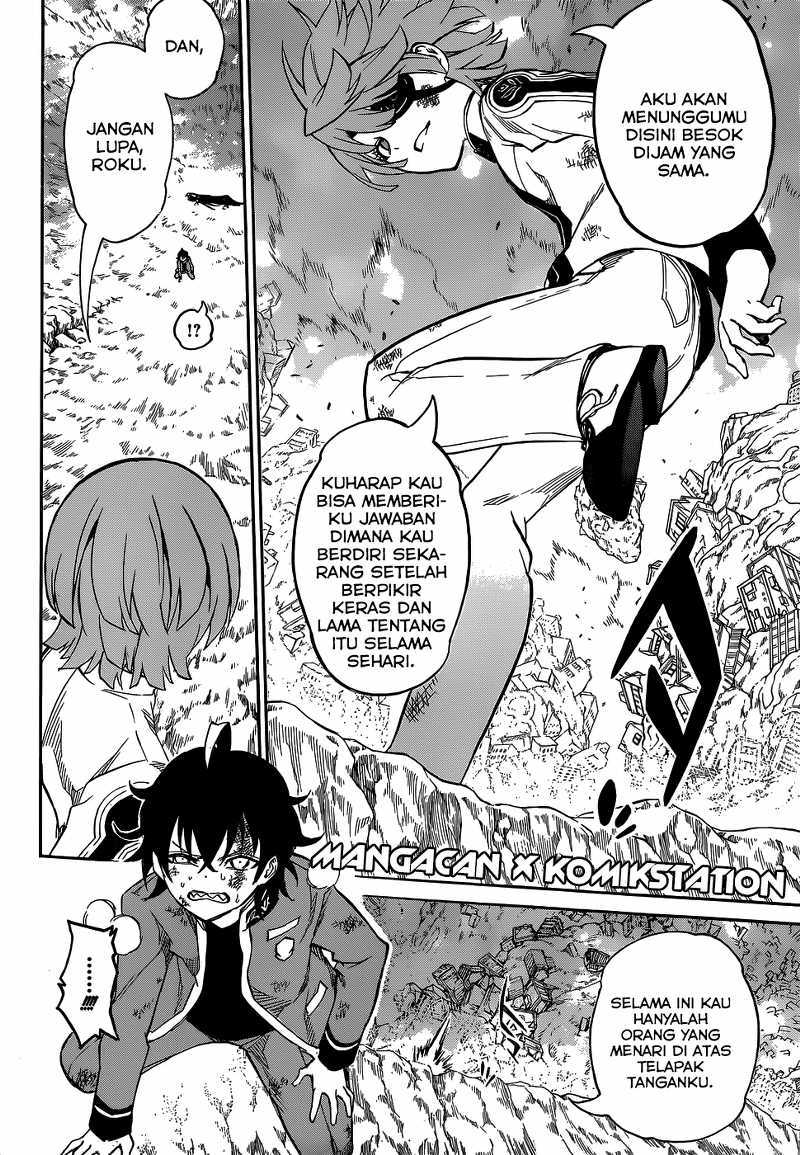 AKU AKAN
MENUNGGUMU
DISINI BESOK
DIJAM YANG
SAMA.
KUHARAP KAU
BISA MEMBERI-
KU JAWABAN
DIMANA KAU
BERDIRI SEKA-
RANG SETELAH
BERPIKIR
KERAS DAN
LAMA TENTANG
ITU SELAMA
SEHARI.
DAN,
JANGAN
LUPA,
ROKU.
!?
MANGACAN X KOMIKSTATION
SELAMA INI KAU
HANYALAH
ORANG YANG
MENARI DI ATAS
TELAPAK
TANGANKU.
......!!!!